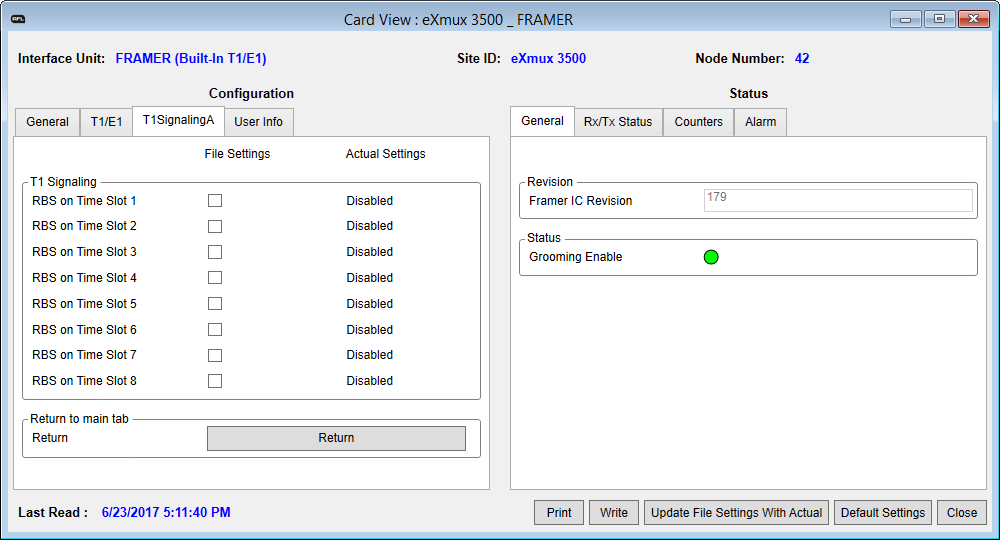 RFL
Card View : eXmux 3500 _ FRAMER
Interface Unit: FRAMER (Built-In T1/E1) Site ID: eXmux 3500 Node Number: 42
Configuration Status
General T1/E1 T1SignalingA User Info General Rx/Tx Status Counters Alarm
File Settings Actual Settings
T1 Signaling
RBS on Time Slot 1 Disabled
RBS on Time Slot 2 Disabled
RBS on Time Slot 3 Disabled
RBS on Time Slot 4 Disabled
RBS on Time Slot 5 Disabled
RBS on Time Slot 6 Disabled
RBS on Time Slot 7 Disabled
RBS on Time Slot 8 Disabled
Return to main tab
Return Return
Revision
Framer IC Revision 179
Status
Grooming Enable
Last Read : 6/23/2017 5:11:40 PM Print Write Update File Settings With Actual Default Settings Close